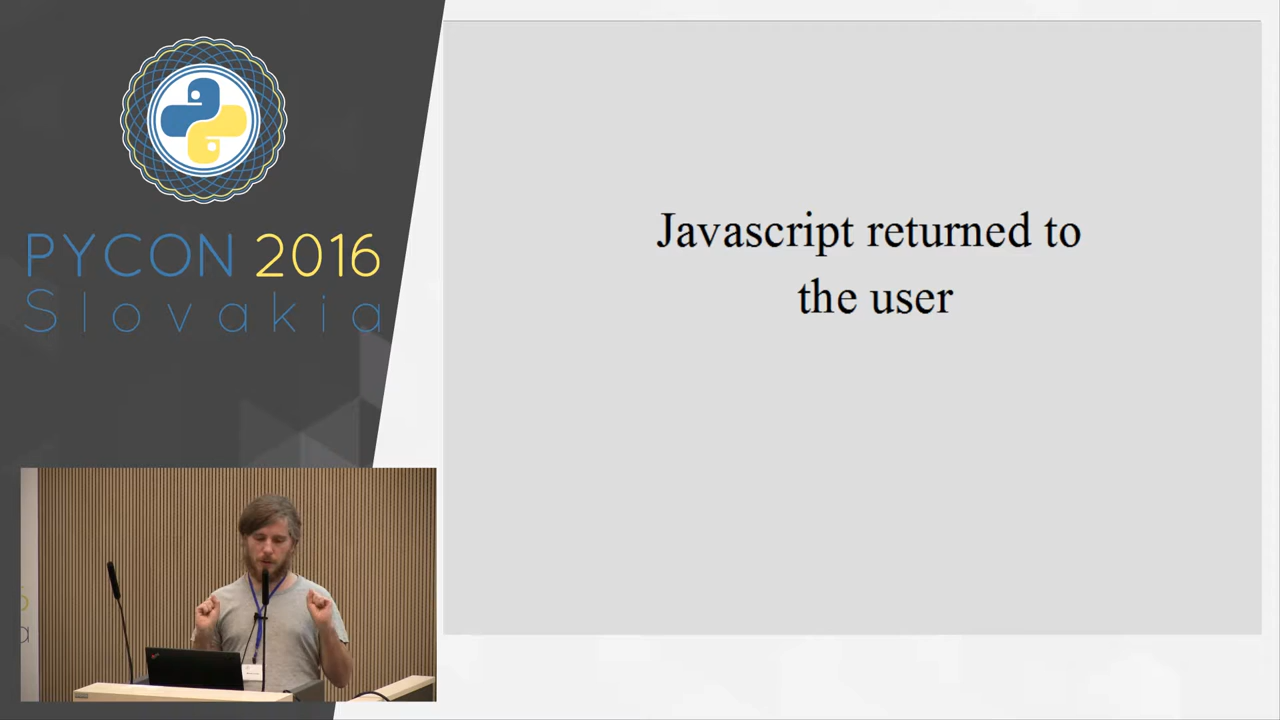 PYCON 2016
Slovakia
Javascript returned to
the user